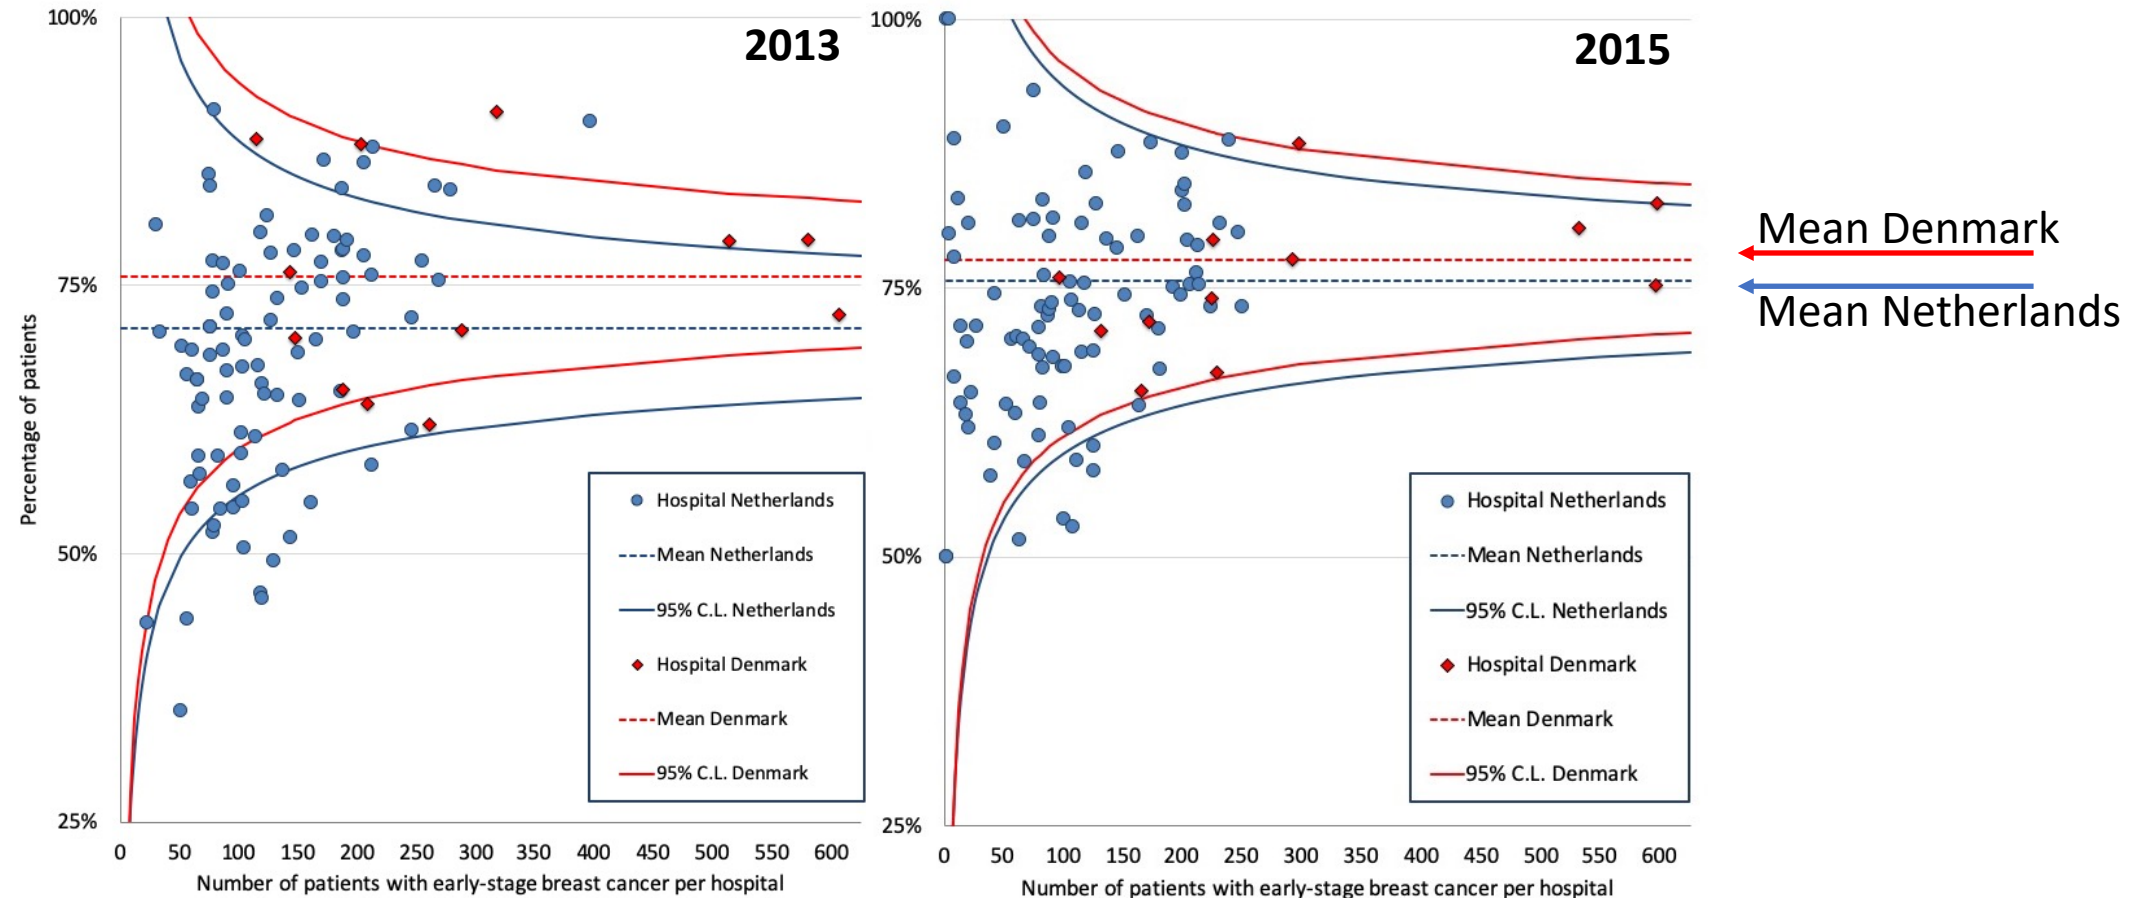 2013
100%
75%
50%
25%
Percentage of patients
0 50 100 150 200 250 300 350 400 450 500 550 600
Number of patients with early-stage breast cancer per hospital
Hospital Netherlands
Mean Netherlands
95% C.L. Netherlands
Hospital Denmark
Mean Denmark
95% C.L. Denmark
2015
100%
75%
50%
25%
0 50 100 150 200 250 300 350 400 450 500 550 600
Number of patients with early-stage breast cancer per hospital
Hospital Netherlands
Mean Netherlands
95% C.L. Netherlands
Hospital Denmark
Mean Denmark
95% C.L. Denmark
Mean Denmark
Mean Netherlands